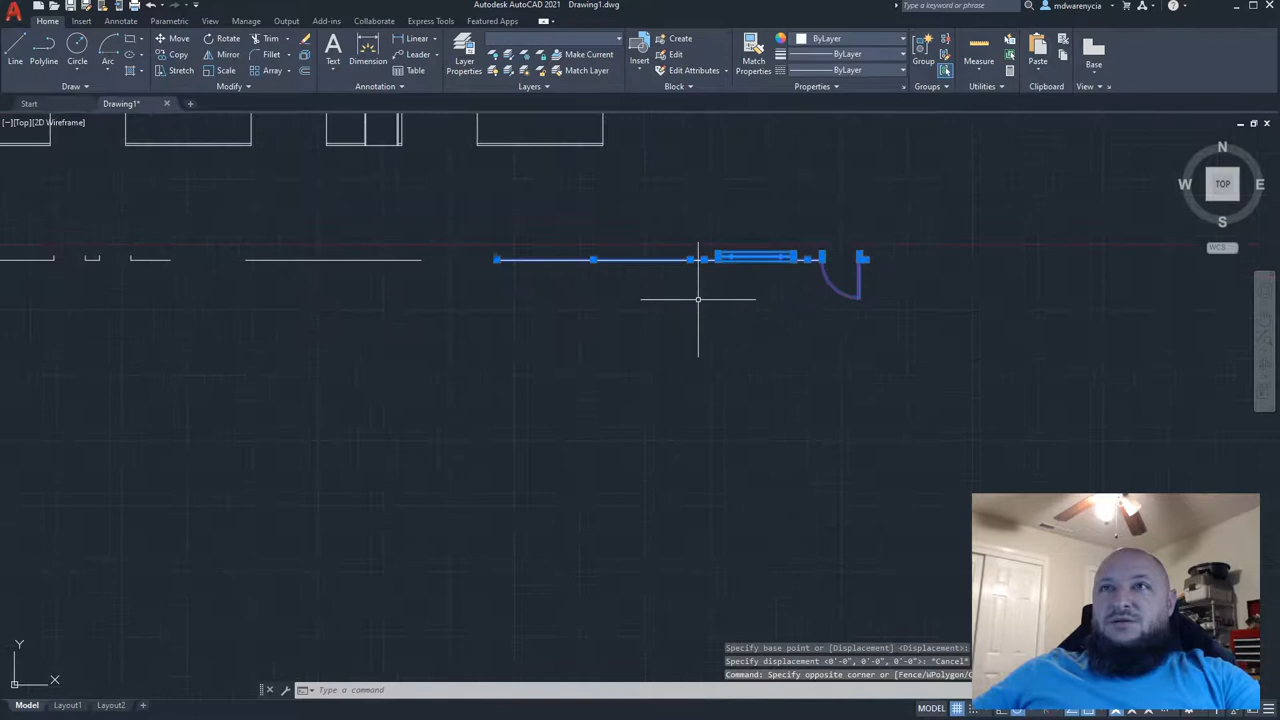 Autodesk AutoCAD 2021 Drawing1.dwg
Type a keyword or phrase
mdwarenycia
Home Insert Annotate Parametric View Manage Output Add-ins Collaborate Express Tools Featured Apps
Move Rotate Trim Linear Create ByLayer
Copy Mirror Fillet Leader Make Current Edit ByLayer
Stretch Scale Array Table Match Layer Edit Attributes ByLayer
Line Polyline Circle Arc Text Dimension Layer Properties Insert Match Properties Group Measure Paste Base
Draw Modify Annotation Layers Block Properties Groups Utilities Clipboard View
Start Drawing1*
[−][Top][2D Wireframe]
N
W TOP E
S
WCS
Y
X
Specify base point or [Displacement] <Displacement>:
Specify displacement <0'-0", 0'-0", 0'-0">: *Cancel*
Command: Specify opposite corner or [Fence/WPolygon/C
Type a command
Model Layout1 Layout2 +
MODEL